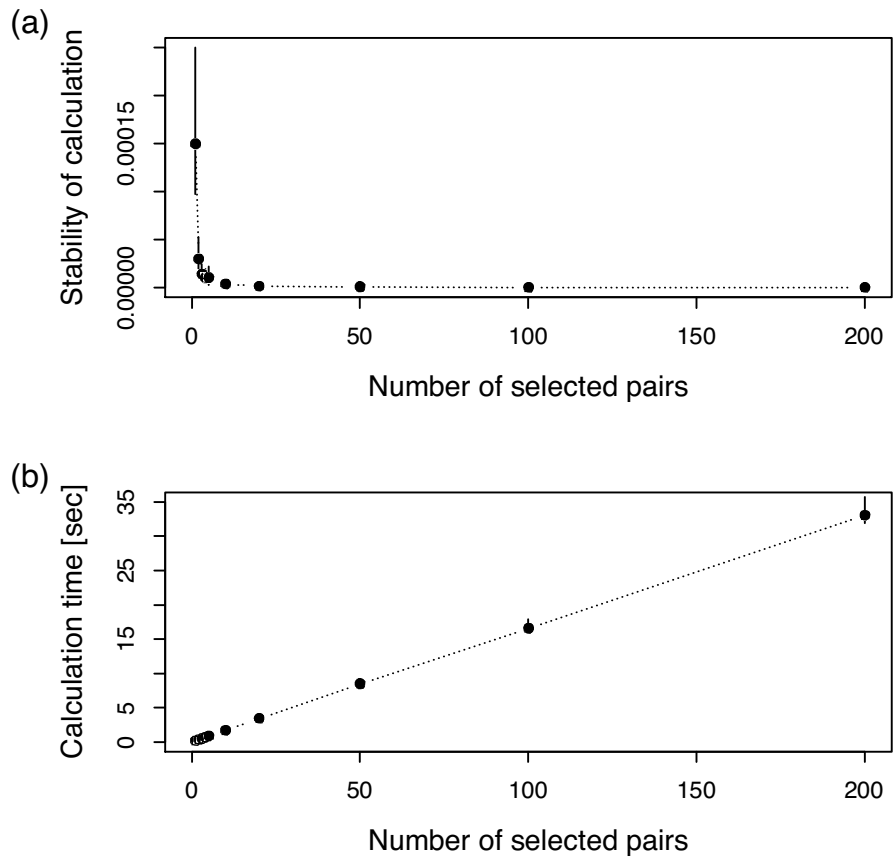 (a)
Stability of calculation
0.00015
0.00000
0 50 100 150 200
Number of selected pairs
(b)
Calculation time [sec]
35
25
15
5
0
0 50 100 150 200
Number of selected pairs